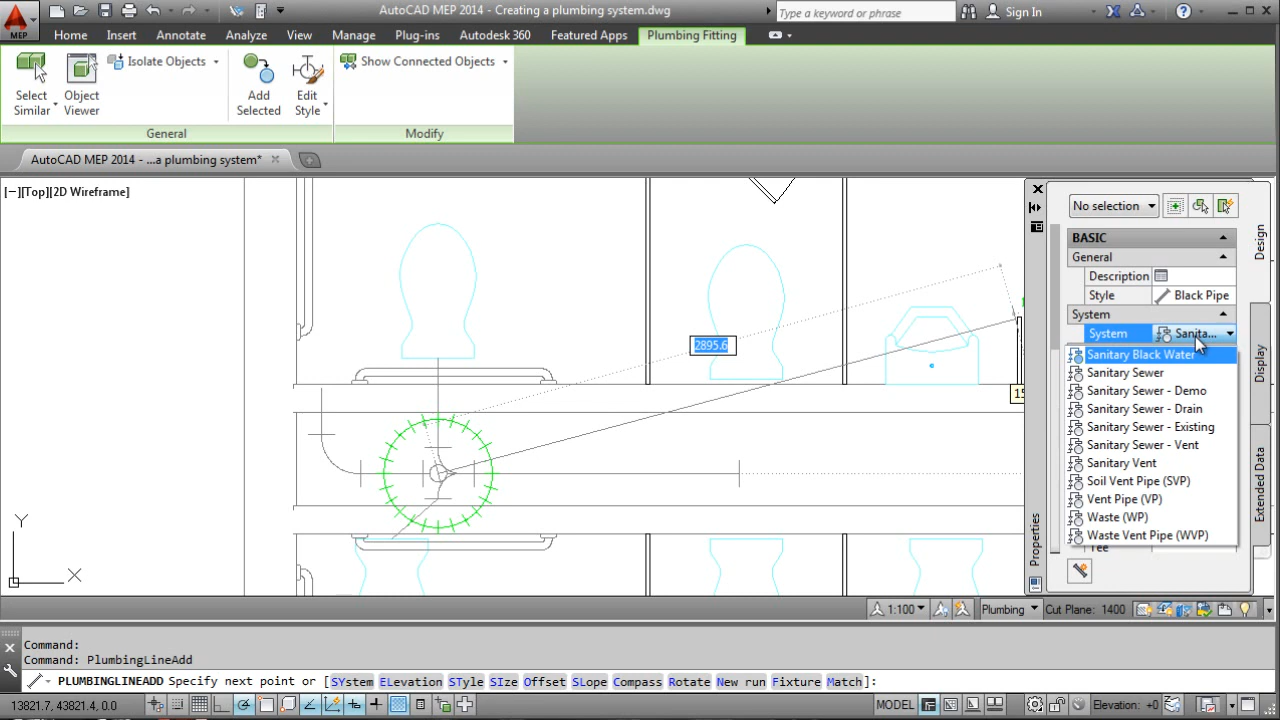 AutoCAD MEP 2014 - Creating a plumbing system.dwg
Type a keyword or phrase
Sign In
MEP
Home Insert Annotate Analyze View Manage Plug-ins Autodesk 360 Featured Apps Plumbing Fitting
Select Similar
Object Viewer
Isolate Objects
Add Selected
Edit Style
Show Connected Objects
General
Modify
AutoCAD MEP 2014 - ...a plumbing system*
[−][Top][2D Wireframe]
2895.6
15
Y
X
No selection
BASIC
General
Description
Style Black Pipe
System
System Sanita...
Sanitary Black Water
Sanitary Sewer
Sanitary Sewer - Demo
Sanitary Sewer - Drain
Sanitary Sewer - Existing
Sanitary Sewer - Vent
Sanitary Vent
Soil Vent Pipe (SVP)
Vent Pipe (VP)
Waste (WP)
Waste Vent Pipe (WVP)
Tee
Design
Display
Extended Data
Properties
1:100 Plumbing Cut Plane: 1400
Command:
Command: PlumbingLineAdd
PLUMBINGLINEADD Specify next point or [SYstem ELevation STyle SIze Offset SLope Compass Rotate New run Fixture Match]:
13821.7, 43821.4, 0.0
MODEL
Elevation: +0